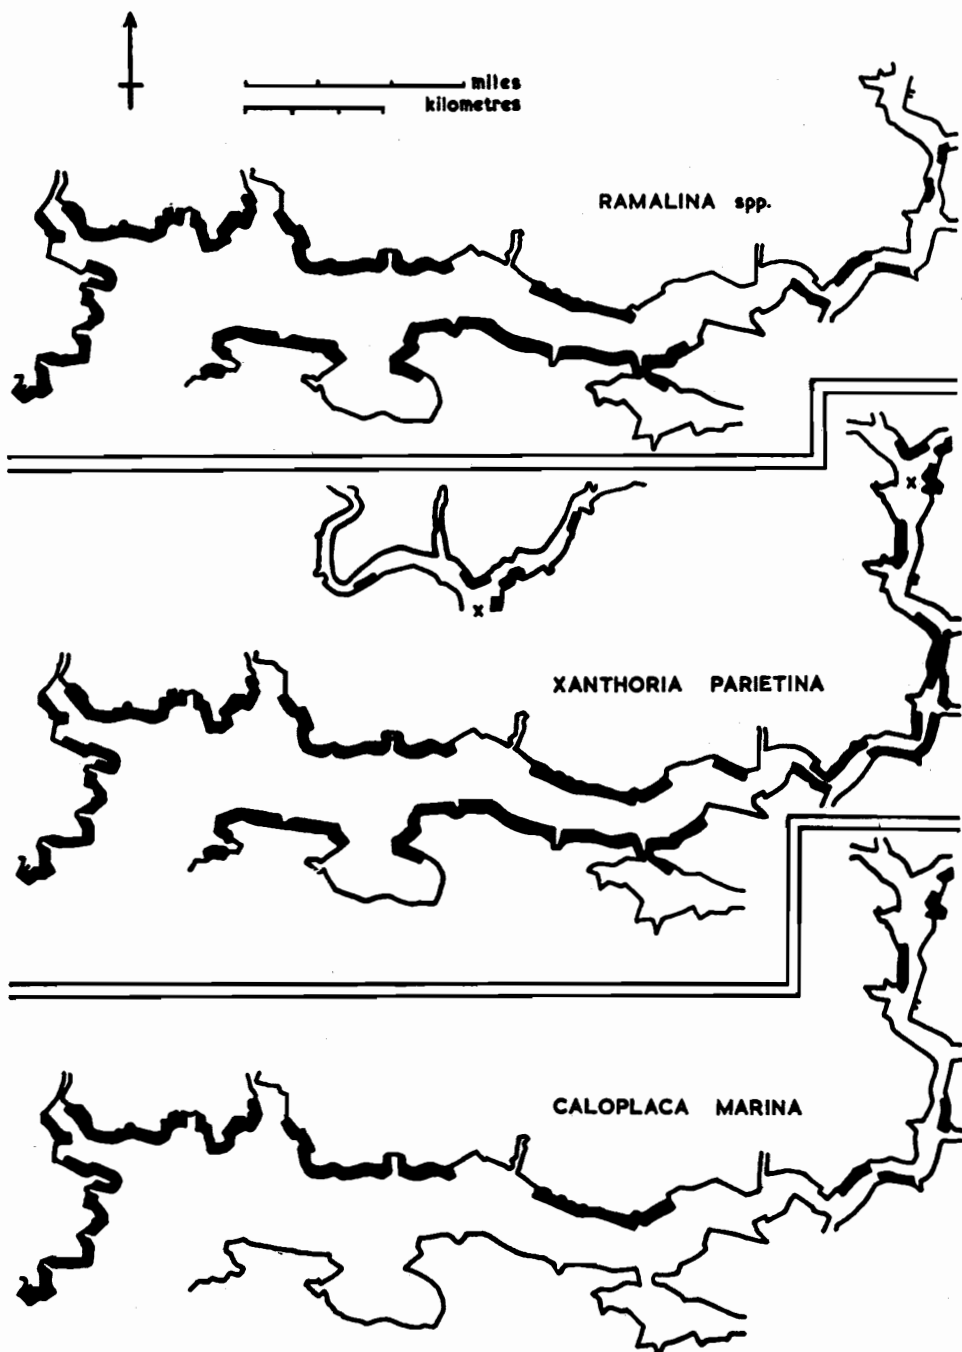 miles
kilometres
RAMALINA spp.
x
x
XANTHORIA PARIETINA
CALOPLACA MARINA